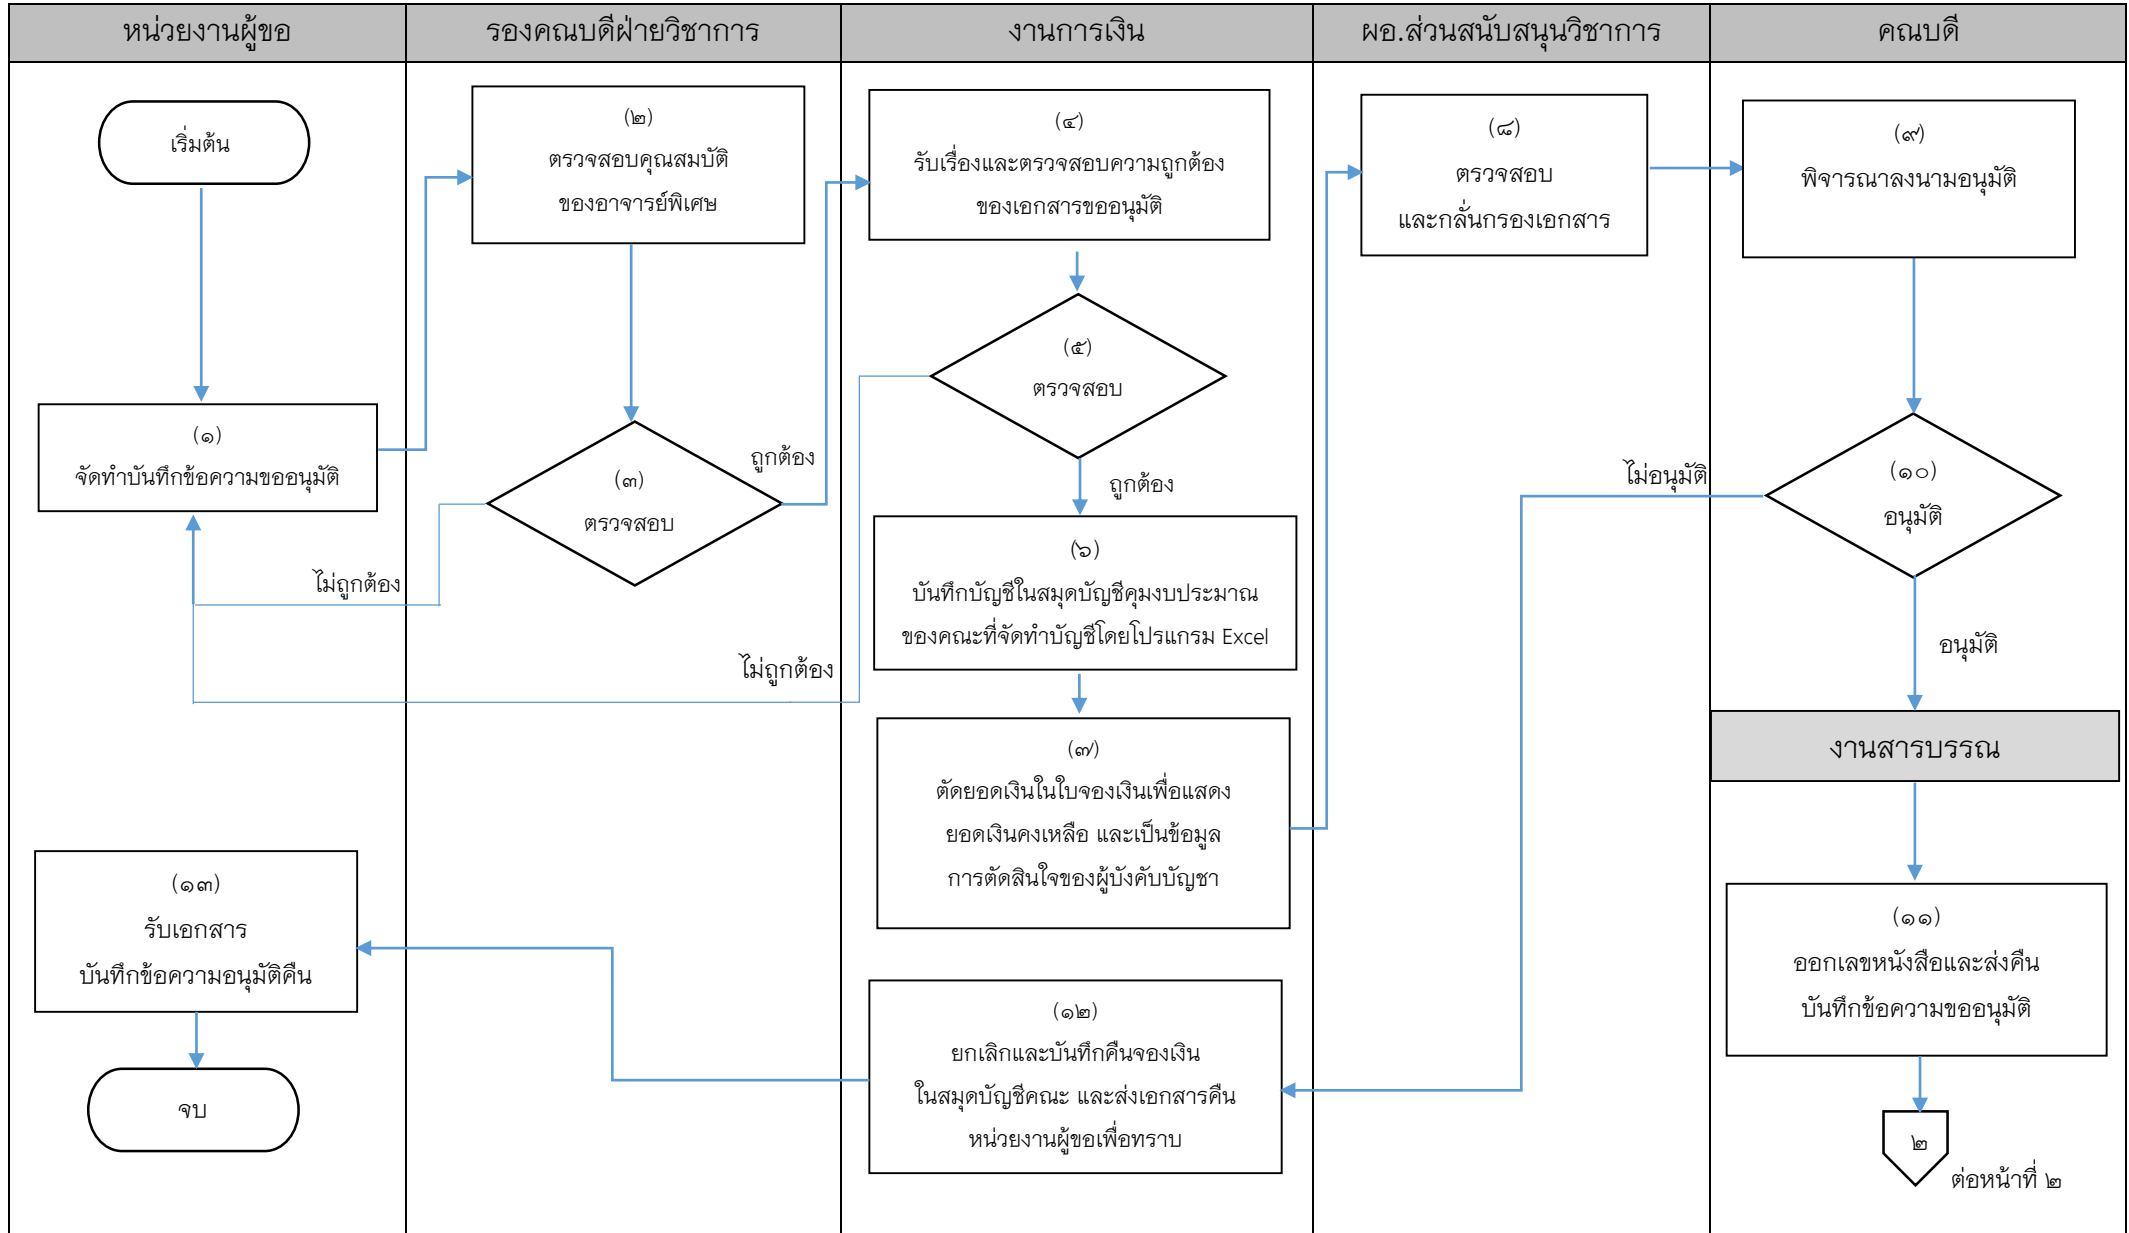 หน่วยงานผู้ขอ
รองคณบดีฝ่ายวิชาการ
งานการเงิน
ผอ.ส่วนสนับสนุนวิชาการ
คณบดี
เริ่มต้น
(๑)
จัดทำบันทึกข้อความขออนุมัติ
(๒)
ตรวจสอบคุณสมบัติ
ของอาจารย์พิเศษ
(๓)
ตรวจสอบ
ถูกต้อง
ไม่ถูกต้อง
(๔)
รับเรื่องและตรวจสอบความถูกต้อง
ของเอกสารขออนุมัติ
(๕)
ตรวจสอบ
ถูกต้อง
ไม่ถูกต้อง
(๖)
บันทึกบัญชีในสมุดบัญชีคุมงบประมาณ
ของคณะที่จัดทำบัญชีโดยโปรแกรม Excel
(๗)
ตัดยอดเงินในใบจองเงินเพื่อแสดง
ยอดเงินคงเหลือ และเป็นข้อมูล
การตัดสินใจของผู้บังคับบัญชา
(๘)
ตรวจสอบ
และกลั่นกรองเอกสาร
(๙)
พิจารณาลงนามอนุมัติ
(๑๐)
อนุมัติ
ไม่อนุมัติ
อนุมัติ
งานสารบรรณ
(๑๑)
ออกเลขหนังสือและส่งคืน
บันทึกข้อความขออนุมัติ
๒
ต่อหน้าที่ ๒
(๑๒)
ยกเลิกและบันทึกคืนจองเงิน
ในสมุดบัญชีคณะ และส่งเอกสารคืน
หน่วยงานผู้ขอเพื่อทราบ
(๑๓)
รับเอกสาร
บันทึกข้อความอนุมัติคืน
จบ